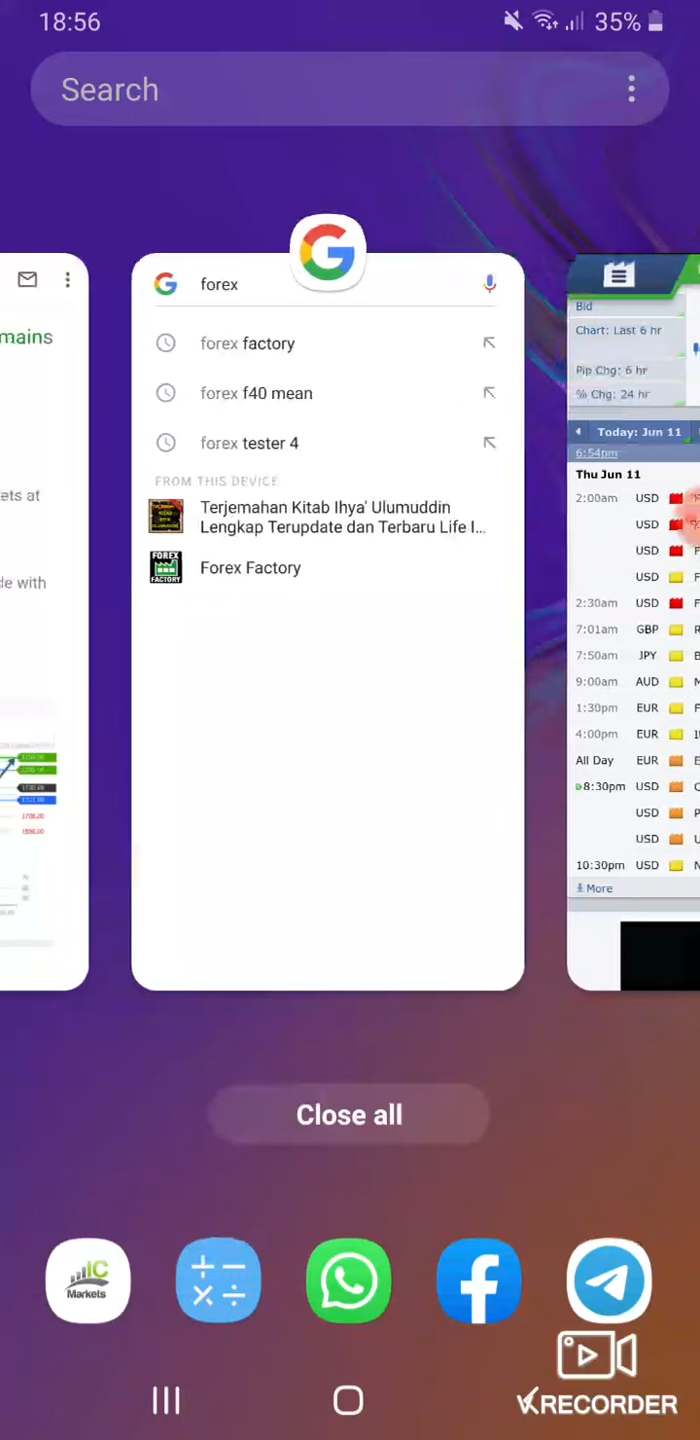 18:56
35%
Search
mains
ets at
de with
forex
forex factory
forex f40 mean
forex tester 4
FROM THIS DEVICE
Terjemahan Kitab Ihya' Ulumuddin
Lengkap Terupdate dan Terbaru Life I...
FOREX
FACTORY
Forex Factory
Bid
Chart: Last 6 hr
Pip Chg: 6 hr
% Chg: 24 hr
Today: Jun 11
6:54pm
Thu Jun 11
2:00am USD
USD
USD F
USD F
2:30am USD F
7:01am GBP R
7:50am JPY B
9:00am AUD M
1:30pm EUR F
4:00pm EUR
All Day EUR E
8:30pm USD C
USD P
USD U
10:30pm USD N
More
Close all
IC
Markets
VRECORDER